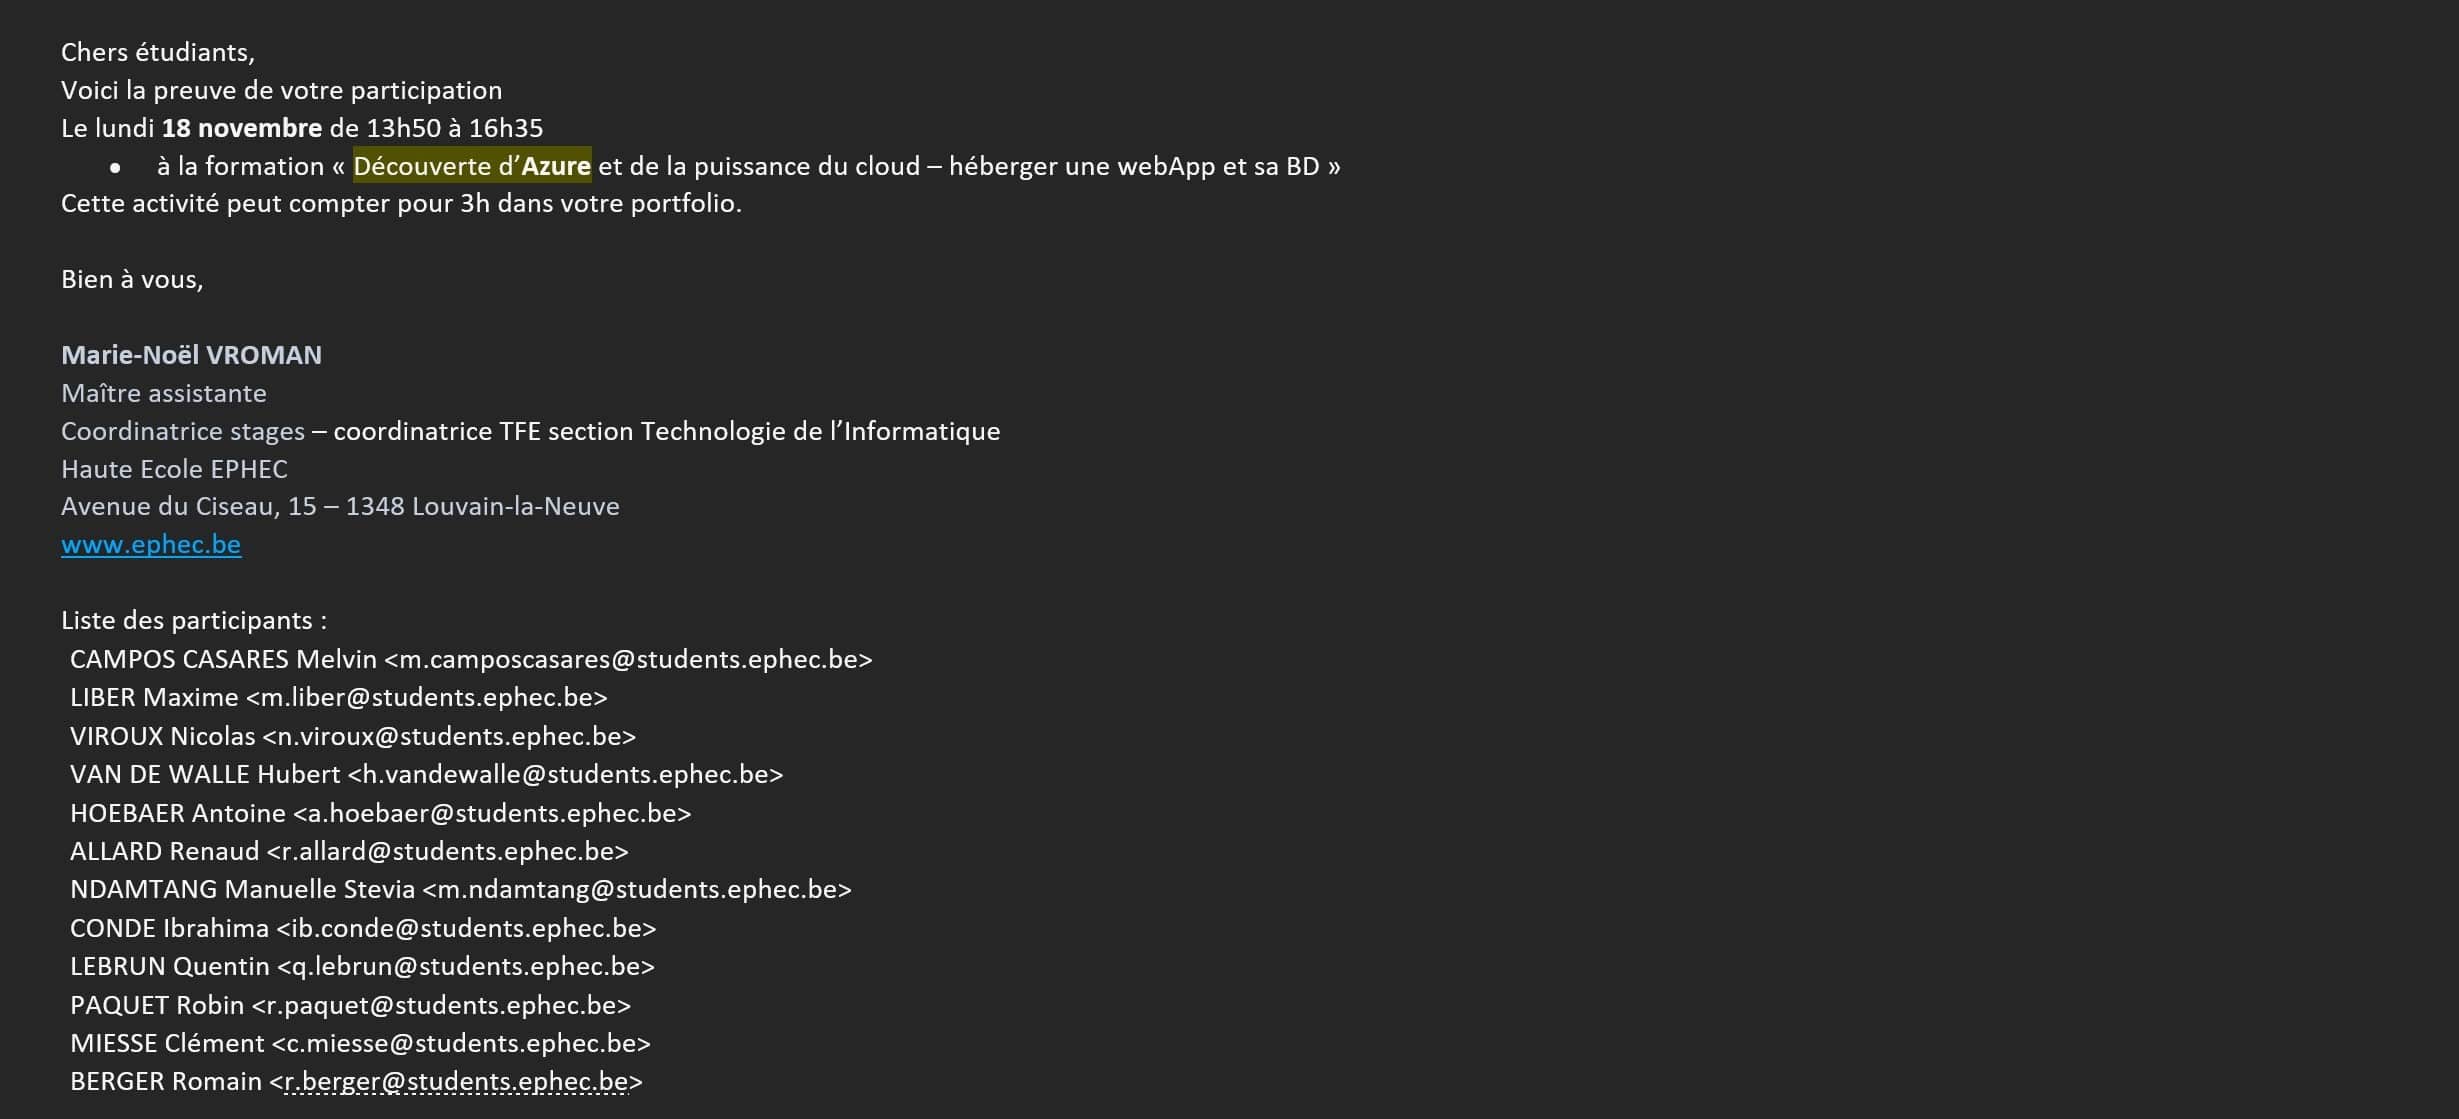 Chers étudiants,
Voici la preuve de votre participation
Le lundi 18 novembre de 13h50 à 16h35
• à la formation « Découverte d’Azure et de la puissance du cloud – héberger une webApp et sa BD »
Cette activité peut compter pour 3h dans votre portfolio.
Bien à vous,
Marie-Noël VROMAN
Maître assistante
Coordinatrice stages – coordinatrice TFE section Technologie de l’Informatique
Haute Ecole EPHEC
Avenue du Ciseau, 15 – 1348 Louvain-la-Neuve
www.ephec.be
Liste des participants :
CAMPOS CASARES Melvin <m.camposcasares@students.ephec.be>
LIBER Maxime <m.liber@students.ephec.be>
VIROUX Nicolas <n.viroux@students.ephec.be>
VAN DE WALLE Hubert <h.vandewalle@students.ephec.be>
HOEBAER Antoine <a.hoebaer@students.ephec.be>
ALLARD Renaud <r.allard@students.ephec.be>
NDAMTANG Manuelle Stevia <m.ndamtang@students.ephec.be>
CONDE Ibrahima <ib.conde@students.ephec.be>
LEBRUN Quentin <q.lebrun@students.ephec.be>
PAQUET Robin <r.paquet@students.ephec.be>
MIESSE Clément <c.miesse@students.ephec.be>
BERGER Romain <r.berger@students.ephec.be>